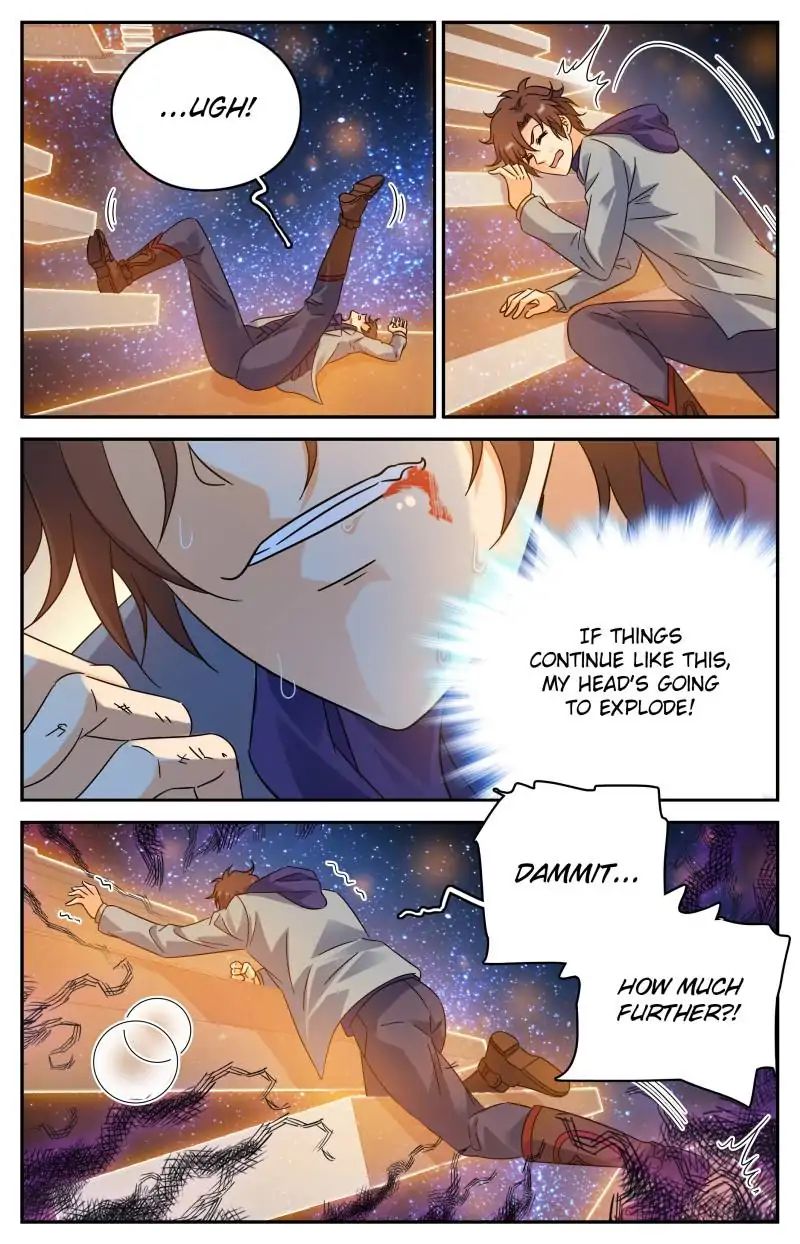 ...UGH!
IF THINGS
CONTINUE LIKE THIS,
MY HEAD'S GOING
TO EXPLODE!
DAMMIT...
HOW MUCH
FURTHER?!